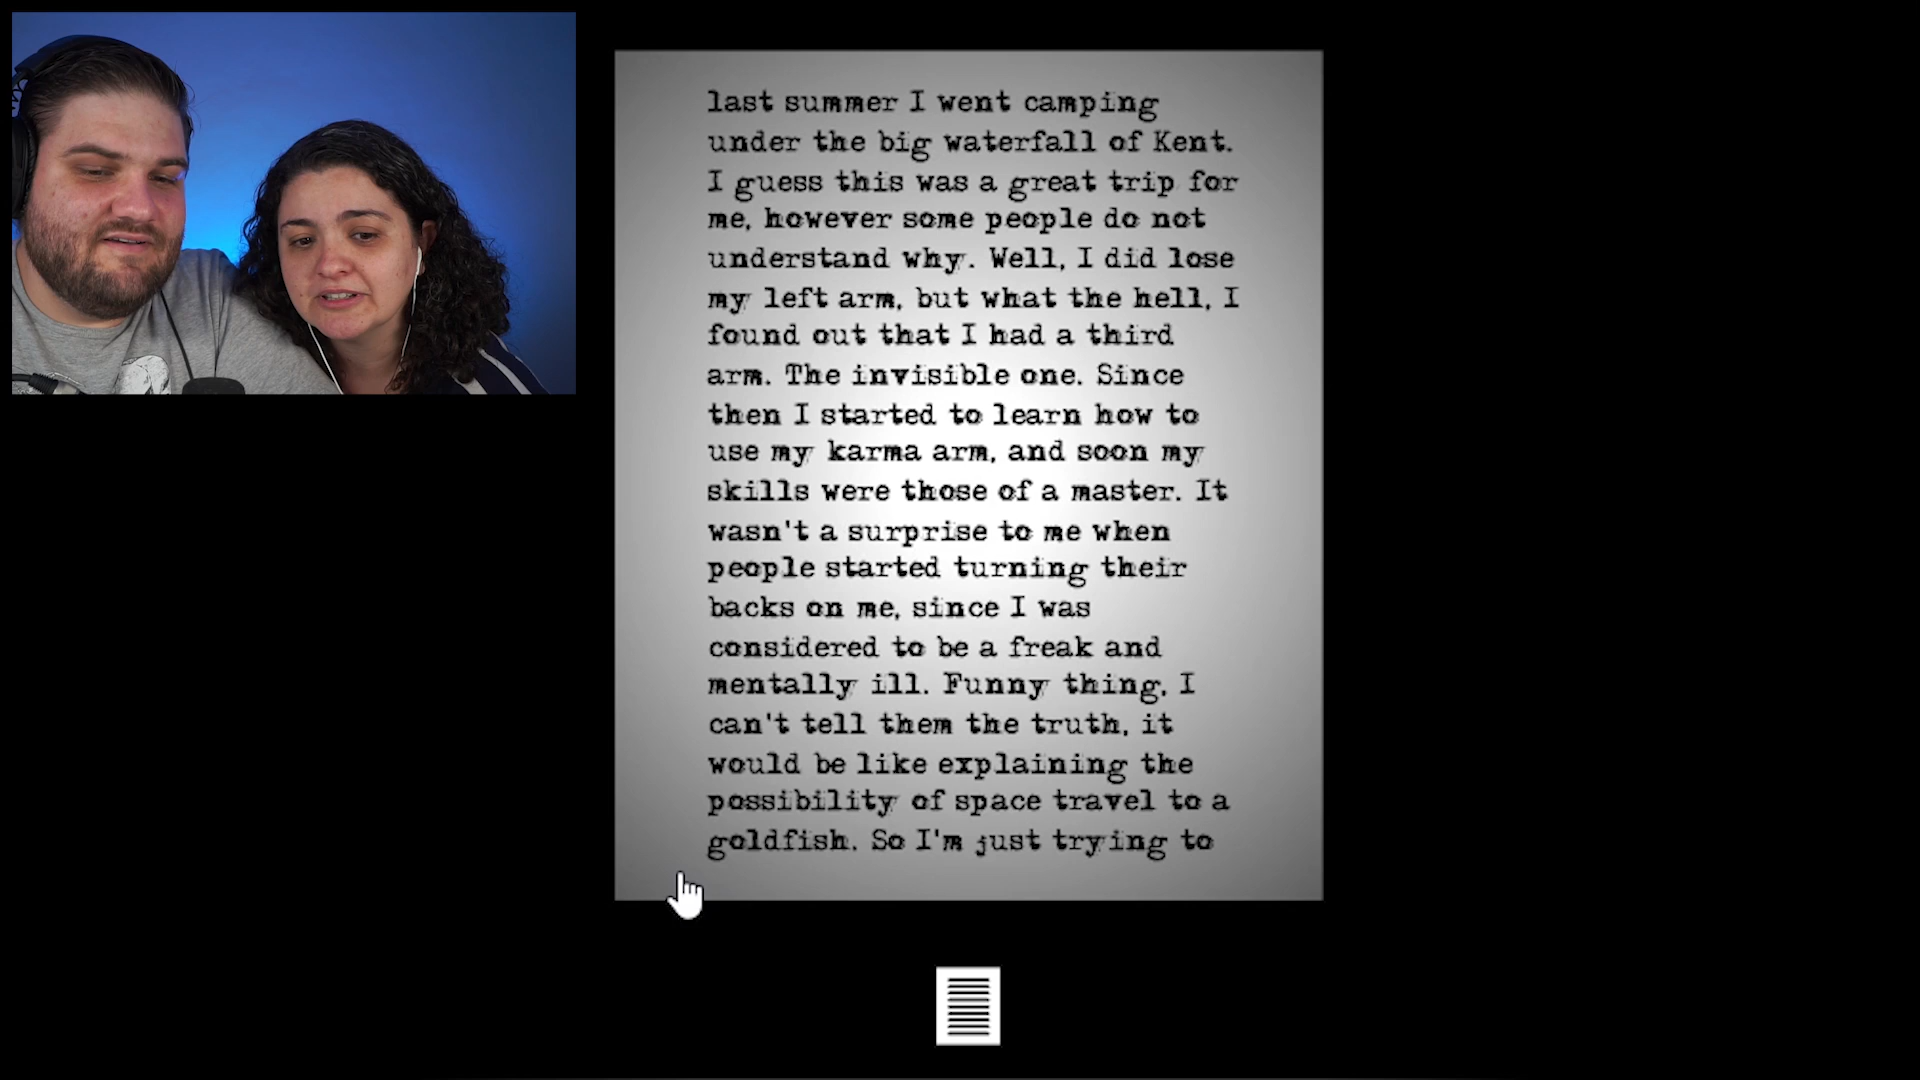 last summer I went camping
under the big waterfall of Kent.
I guess this was a great trip for
me, however some people do not
understand why. Well, I did lose
my left arm, but what the hell, I
found out that I had a third
arm. The invisible one. Since
then I started to learn how to
use my karma arm, and soon my
skills were those of a master. It
wasn't a surprise to me when
people started turning their
backs on me, since I was
considered to be a freak and
mentally ill. Funny thing, I
can't tell them the truth, it
would be like explaining the
possibility of space travel to a
goldfish. So I'm just trying to